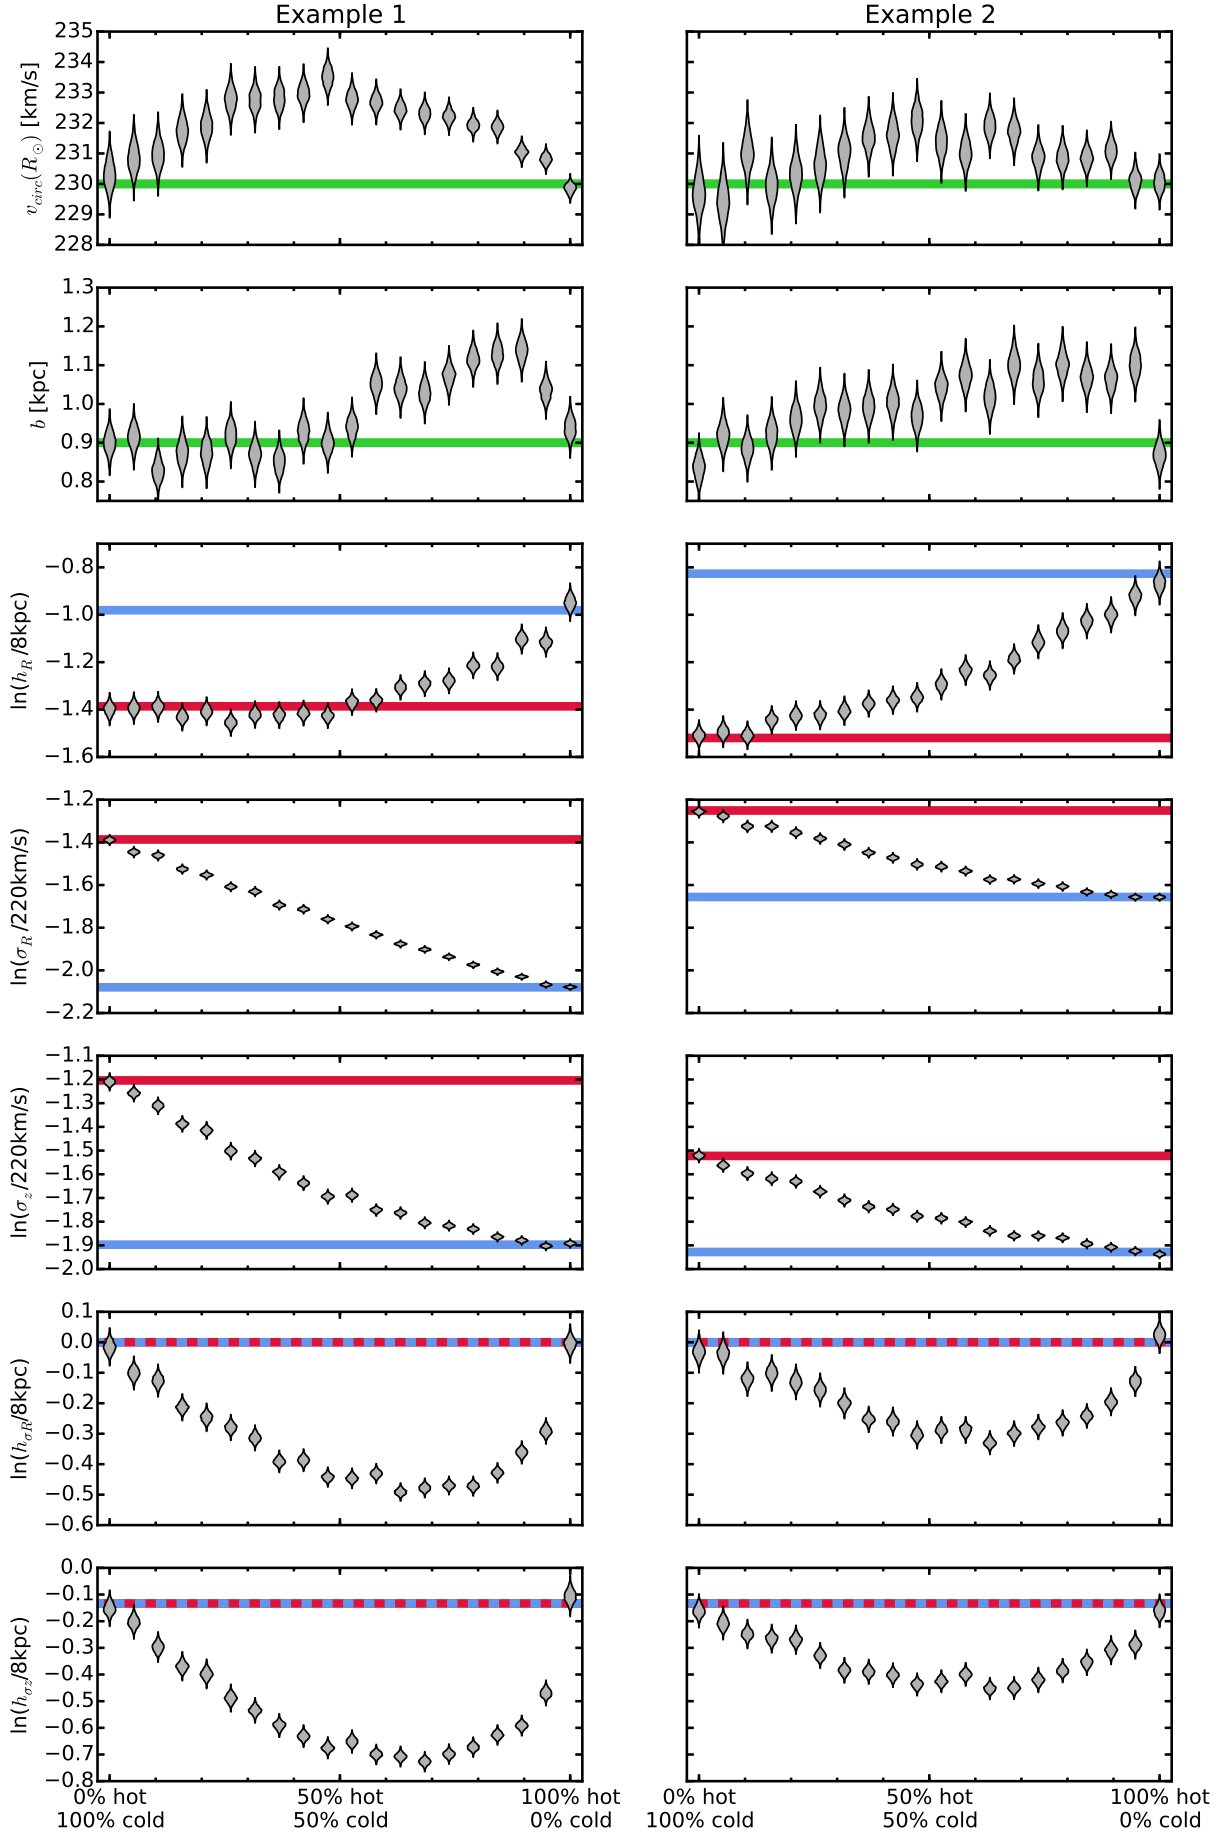 Example 1
Example 2
v_circ(R_⊙) [km/s]
235
234
233
232
231
230
229
228
b [kpc]
1.3
1.2
1.1
1.0
0.9
0.8
ln(h_R/8kpc)
−0.8
−1.0
−1.2
−1.4
−1.6
ln(σ_R/220km/s)
−1.2
−1.4
−1.6
−1.8
−2.0
−2.2
ln(σ_z/220km/s)
−1.1
−1.2
−1.3
−1.4
−1.5
−1.6
−1.7
−1.8
−1.9
−2.0
ln(h_σR/8kpc)
0.1
0.0
−0.1
−0.2
−0.3
−0.4
−0.5
−0.6
ln(h_σz/8kpc)
0.0
−0.1
−0.2
−0.3
−0.4
−0.5
−0.6
−0.7
−0.8
0% hot
100% cold
50% hot
50% cold
100% hot
0% cold
0% hot
100% cold
50% hot
50% cold
100% hot
0% cold